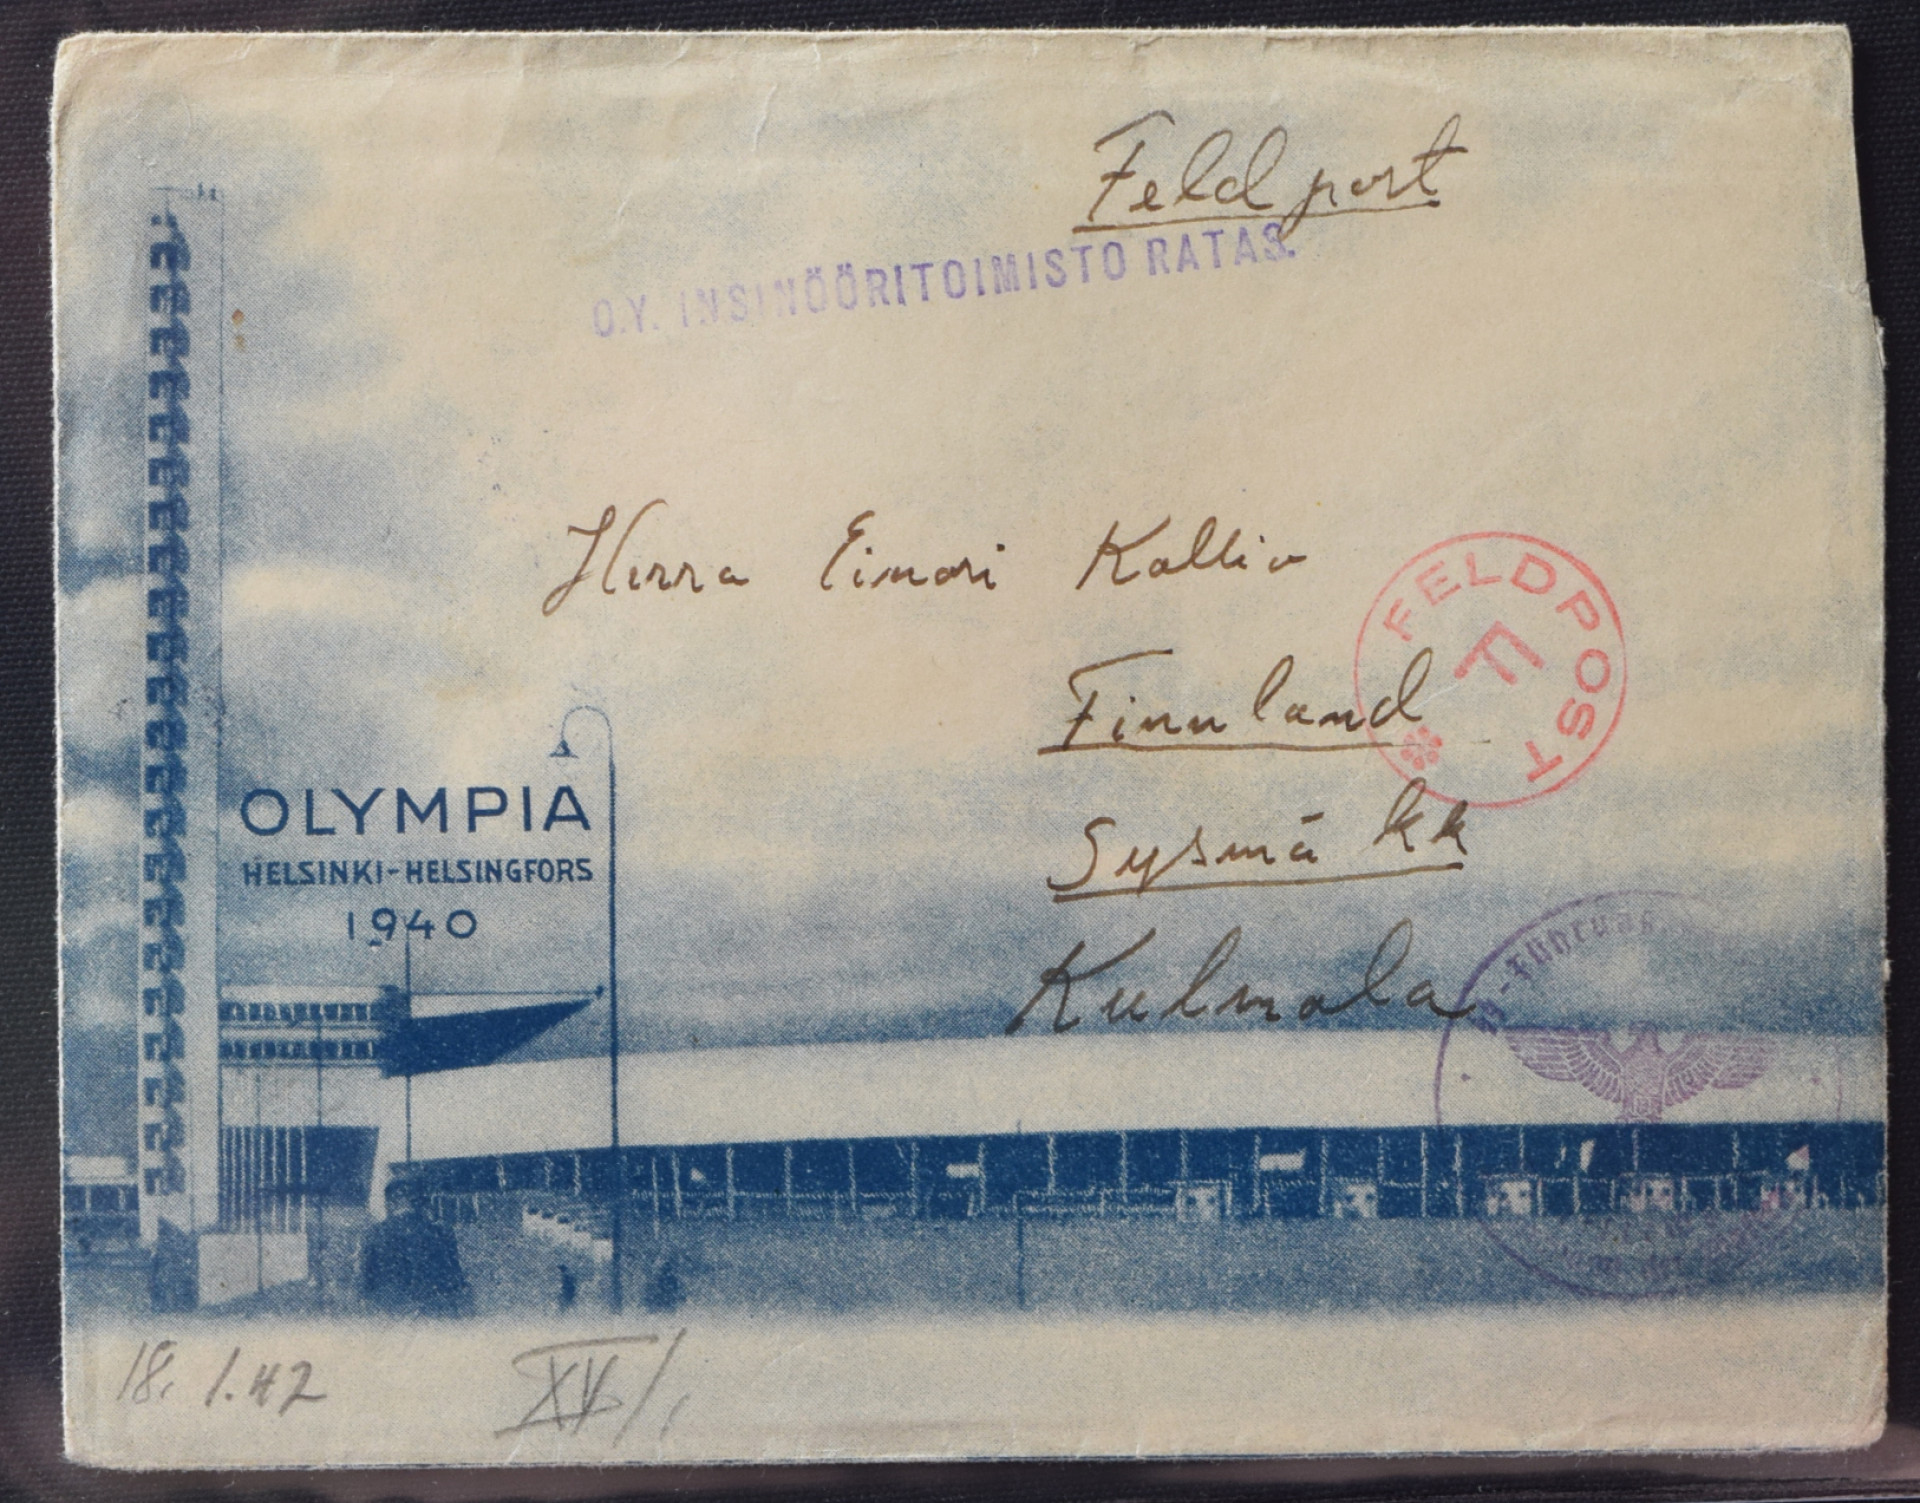 Feldpost
O.Y. INSINÖÖRITOIMISTO RATAS.
Herra Einari Kallio
FELDPOST
F
Finnland
Sysmä kk
Kulmala
OLYMPIA
HELSINKI-HELSINGFORS
1940
18. 1.42
XV/1